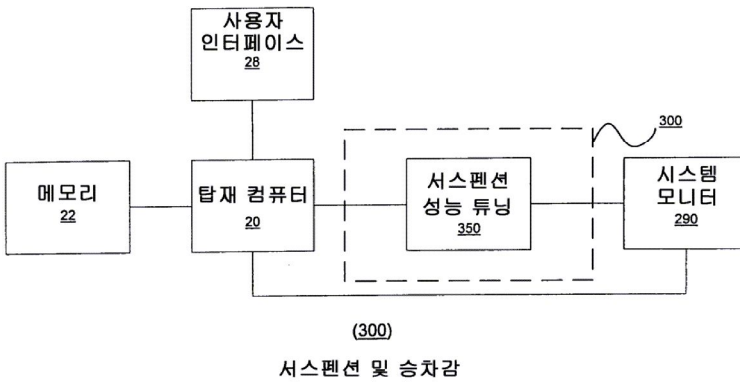 사용자
인터페이스
28
300
메모리
22
탑재 컴퓨터
20
서스펜션
성능 튜닝
350
시스템
모니터
290
(300)
서스펜션 및 승차감